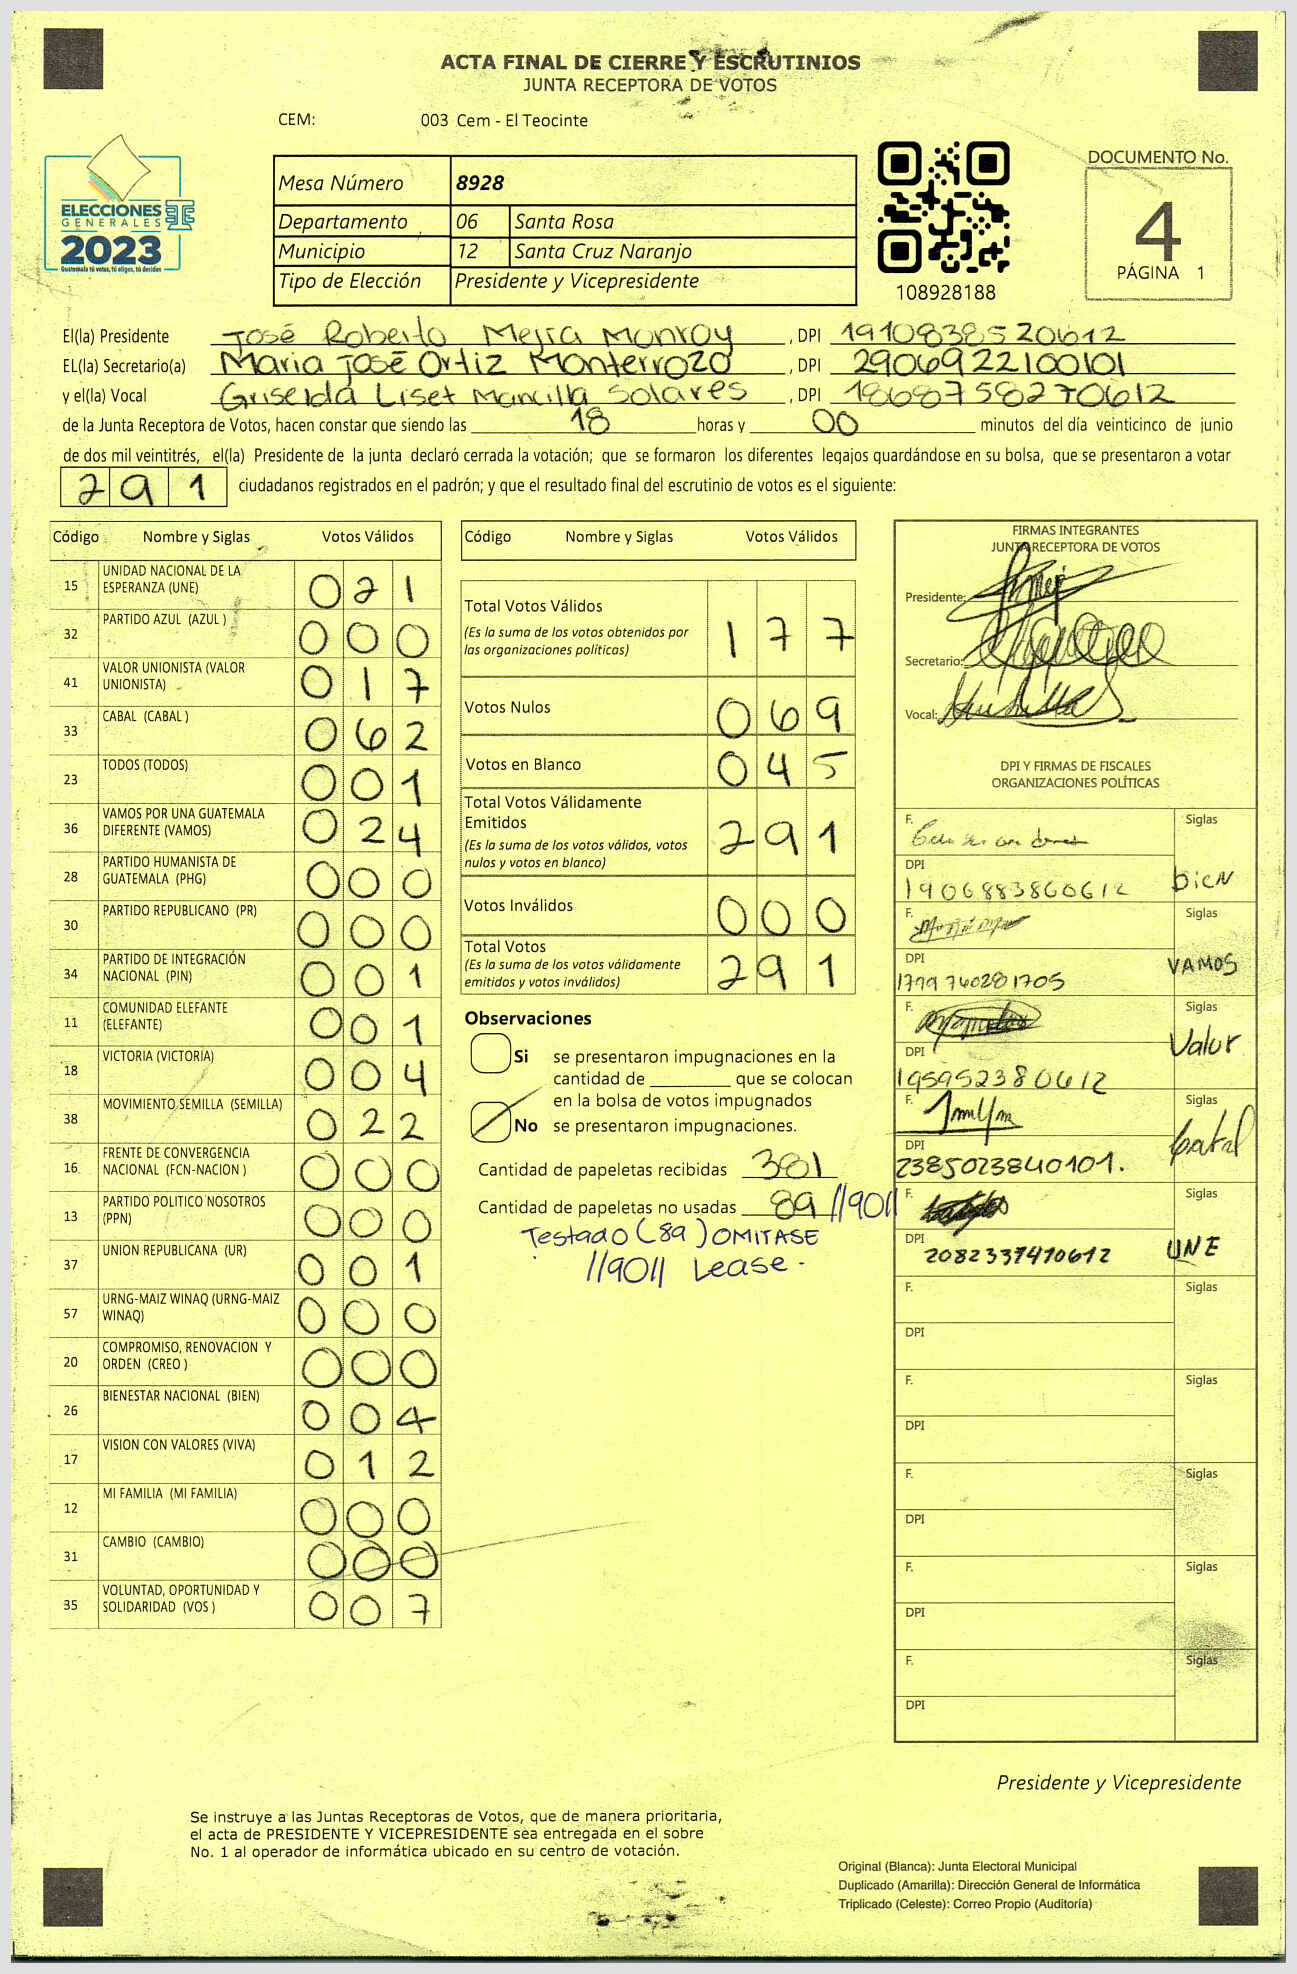 ACTA FINAL DE CIERRE Y ESCRUTINIOS
JUNTA RECEPTORA DE VOTOS
CEM: 003 Cem - El Teocinte
ELECCIONES
GENERALES
2023
Guatemala tú votas, tú eliges, tú decides
Mesa Número 8928
Departamento 06 Santa Rosa
Municipio 12 Santa Cruz Naranjo
Tipo de Elección Presidente y Vicepresidente
108928188
DOCUMENTO No.
4
PÁGINA 1
El(la) Presidente José Roberto Mejía Monroy , DPI 1910838520612
EL(la) Secretario(a) Maria José Ortiz Monterrozo , DPI 2906922100101
y el(la) Vocal Griselda Liset Mancilla Solares , DPI 1868758270612
de la Junta Receptora de Votos, hacen constar que siendo las 18 horas y 00 minutos del día veinticinco de junio
de dos mil veintitrés, el(la) Presidente de la junta declaró cerrada la votación; que se formaron los diferentes legajos guardándose en su bolsa, que se presentaron a votar
291 ciudadanos registrados en el padrón; y que el resultado final del escrutinio de votos es el siguiente:
Código Nombre y Siglas Votos Válidos
15 UNIDAD NACIONAL DE LA ESPERANZA (UNE) 021
32 PARTIDO AZUL (AZUL ) 000
41 VALOR UNIONISTA (VALOR UNIONISTA) 017
33 CABAL (CABAL ) 062
23 TODOS (TODOS) 001
36 VAMOS POR UNA GUATEMALA DIFERENTE (VAMOS) 024
28 PARTIDO HUMANISTA DE GUATEMALA (PHG) 000
30 PARTIDO REPUBLICANO (PR) 000
34 PARTIDO DE INTEGRACIÓN NACIONAL (PIN) 001
11 COMUNIDAD ELEFANTE (ELEFANTE) 001
18 VICTORIA (VICTORIA) 004
38 MOVIMIENTO SEMILLA (SEMILLA) 022
16 FRENTE DE CONVERGENCIA NACIONAL (FCN-NACION ) 000
13 PARTIDO POLITICO NOSOTROS (PPN) 000
37 UNION REPUBLICANA (UR) 001
57 URNG-MAIZ WINAQ (URNG-MAIZ WINAQ) 000
20 COMPROMISO, RENOVACION Y ORDEN (CREO ) 000
26 BIENESTAR NACIONAL (BIEN) 004
17 VISION CON VALORES (VIVA) 012
12 MI FAMILIA (MI FAMILIA) 000
31 CAMBIO (CAMBIO) 000
35 VOLUNTAD, OPORTUNIDAD Y SOLIDARIDAD (VOS ) 007
Código Nombre y Siglas Votos Válidos
Total Votos Válidos 177
(Es la suma de los votos obtenidos por
las organizaciones políticas)
Votos Nulos 069
Votos en Blanco 045
Total Votos Válidamente
Emitidos 291
(Es la suma de los votos válidos, votos
nulos y votos en blanco)
Votos Inválidos 000
Total Votos 291
(Es la suma de los votos válidamente
emitidos y votos inválidos)
Observaciones
Si se presentaron impugnaciones en la
cantidad de ________ que se colocan
en la bolsa de votos impugnados
No se presentaron impugnaciones.
Cantidad de papeletas recibidas 381
Cantidad de papeletas no usadas 89 //90//
Testado (89) OMITASE
//90// Lease.
FIRMAS INTEGRANTES
JUNTA RECEPTORA DE VOTOS
Presidente:
Secretario:
Vocal:
DPI Y FIRMAS DE FISCALES
ORGANIZACIONES POLÍTICAS
F. Siglas
DPI 1906883860612 bien
F. Siglas
DPI 1799760281705 VAMOS
F. Siglas
DPI 195952380612 Valor
F. Siglas
DPI 2385023840101.
F. Siglas
DPI 2082337410612 UNE
F. Siglas
DPI
F. Siglas
DPI
F. Siglas
DPI
F. Siglas
DPI
F. Siglas
DPI
Presidente y Vicepresidente
Se instruye a las Juntas Receptoras de Votos, que de manera prioritaria,
el acta de PRESIDENTE Y VICEPRESIDENTE sea entregada en el sobre
No. 1 al operador de informática ubicado en su centro de votación.
Original (Blanca): Junta Electoral Municipal
Duplicado (Amarilla): Dirección General de Informática
Triplicado (Celeste): Correo Propio (Auditoría)